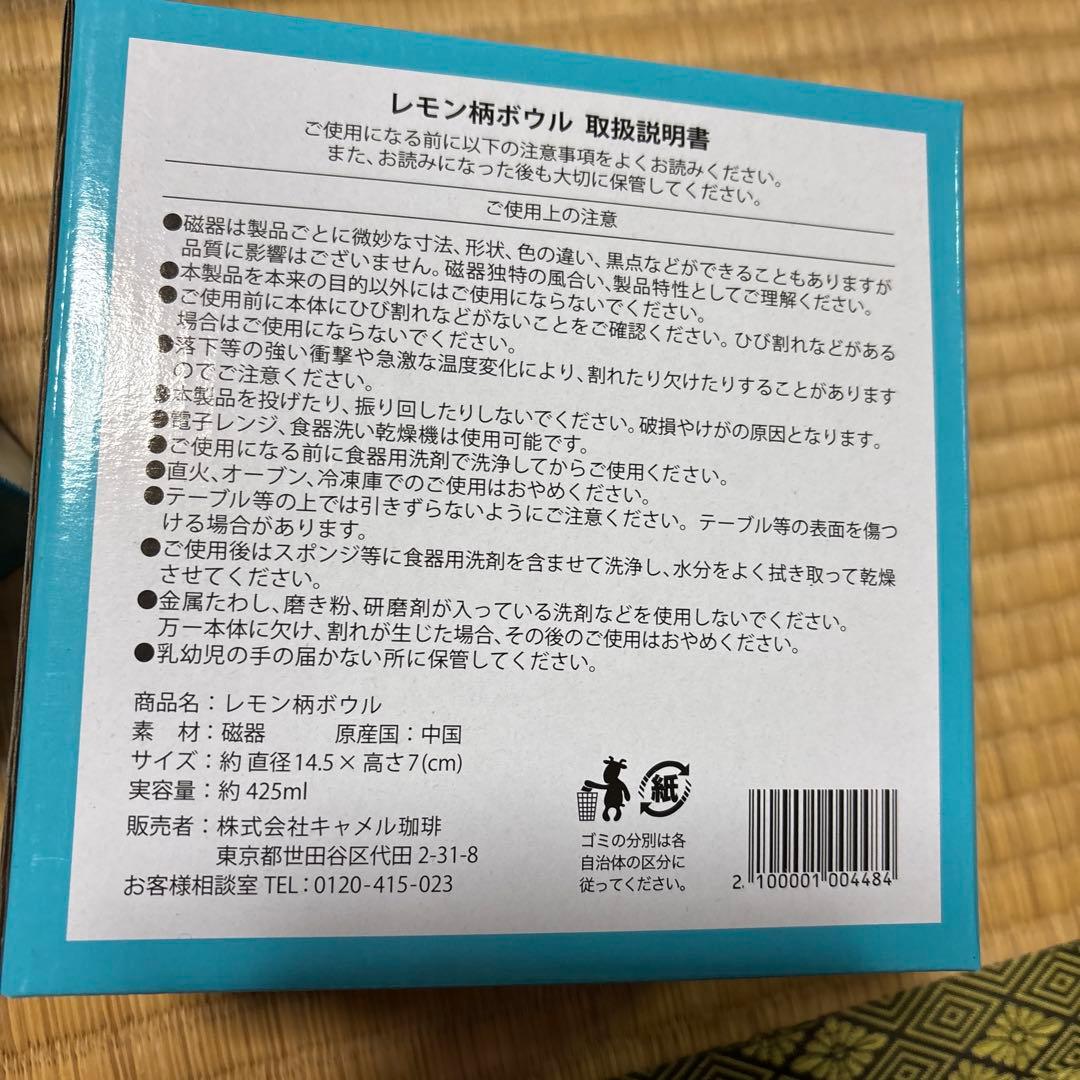 レモン柄ボウル 取扱説明書
ご使用になる前に以下の注意事項をよくお読みください。
また、お読みになった後も大切に保管してください。
ご使用上の注意
●磁器は製品ごとに微妙な寸法、形状、色の違い、黒点などができることもありますが
品質に影響はございません。磁器独特の風合い、製品特性としてご理解ください。
●本製品を本来の目的以外にはご使用にならないでください。
●ご使用前に本体にひび割れなどがないことをご確認ください。ひび割れなどがある
場合はご使用にならないでください。
●落下等の強い衝撃や急激な温度変化により、割れたり欠けたりすることがあります
のでご注意ください。
●本製品を投げたり、振り回したりしないでください。破損やけがの原因となります。
●電子レンジ、食器洗い乾燥機は使用可能です。
●ご使用になる前に食器用洗剤で洗浄してからご使用ください。
●直火、オーブン、冷凍庫でのご使用はおやめください。
●テーブル等の上では引きずらないようにご注意ください。テーブル等の表面を傷つ
ける場合があります。
●ご使用後はスポンジ等に食器用洗剤を含ませて洗浄し、水分をよく拭き取って乾燥
させてください。
●金属たわし、磨き粉、研磨剤が入っている洗剤などを使用しないでください。
万一本体に欠け、割れが生じた場合、その後のご使用はおやめください。
●乳幼児の手の届かない所に保管してください。
商品名：レモン柄ボウル
素　材：磁器　　原産国：中国
サイズ：約 直径14.5×高さ7(cm)
実容量：約 425ml
販売者：株式会社キャメル珈琲
東京都世田谷区代田 2-31-8
お客様相談室 TEL：0120-415-023
紙
ゴミの分別は各
自治体の区分に
従ってください。
2 100001 004484